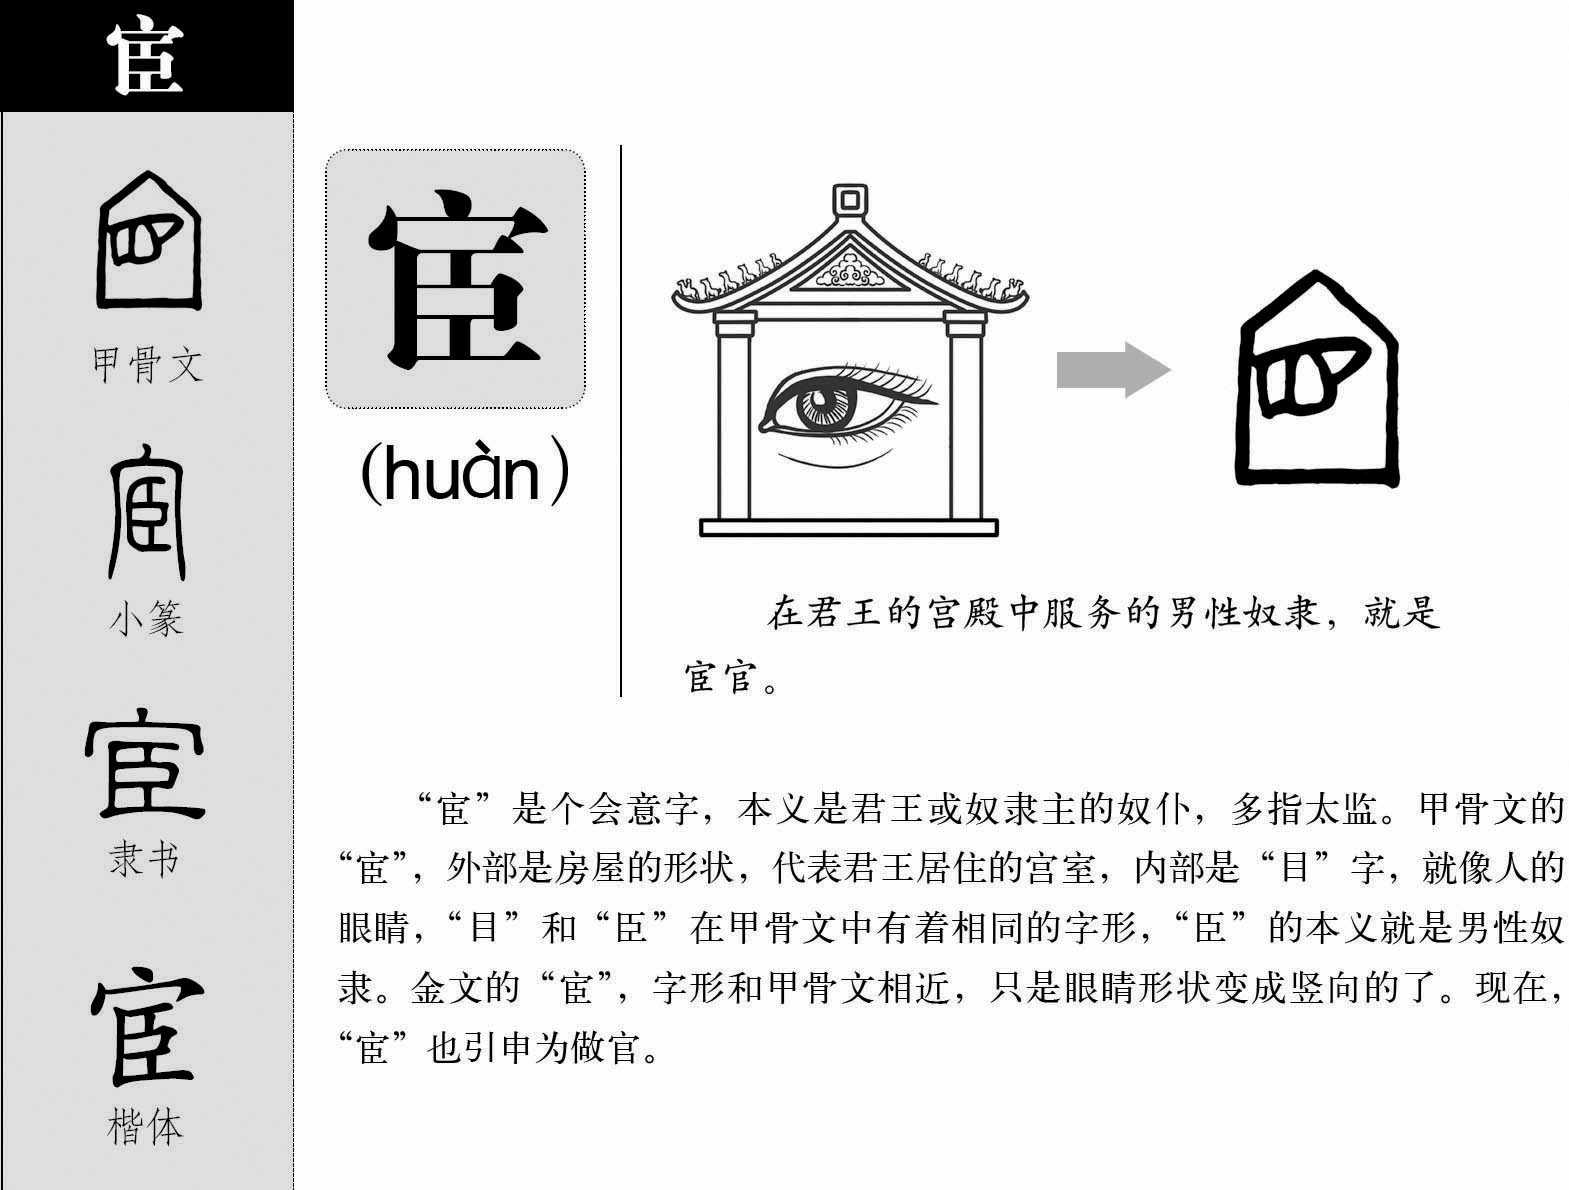 宦
甲骨文
小篆
隶书
楷体
宦
(huàn)
在君王的宫殿中服务的男性奴隶，就是
宦官。
“宦”是个会意字，本义是君王或奴隶主的奴仆，多指太监。甲骨文的
“宦”，外部是房屋的形状，代表君王居住的宫室，内部是“目”字，就像人的
眼睛，“目”和“臣”在甲骨文中有着相同的字形，“臣”的本义就是男性奴
隶。金文的“宦”，字形和甲骨文相近，只是眼睛形状变成竖向的了。现在，
“宦”也引申为做官。